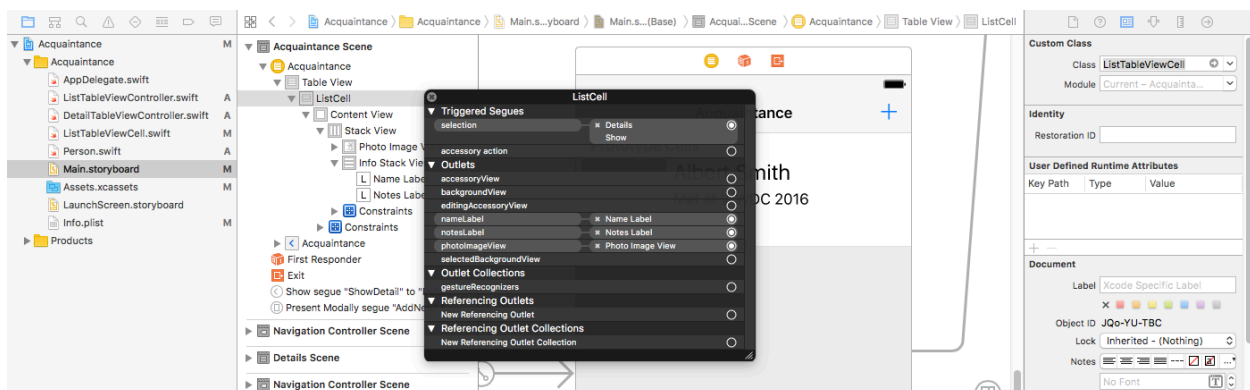 Acquaintance
Acquaintance
Main.s...yboard
Main.s...(Base)
Acquai...Scene
Acquaintance
Table View
ListCell
Acquaintance M
Acquaintance
AppDelegate.swift
ListTableViewController.swift A
DetailTableViewController.swift A
ListTableViewCell.swift M
Person.swift A
Main.storyboard M
Assets.xcassets M
LaunchScreen.storyboard
Info.plist M
Products
Acquaintance Scene
Acquaintance
Table View
ListCell
Content View
Stack View
Photo Image V
Info Stack Vie
L Name Labe
L Notes Labe
Constraints
Constraints
Acquaintance
First Responder
Exit
Show segue "ShowDetail" to "
Present Modally segue "AddNe
Navigation Controller Scene
Details Scene
Navigation Controller Scene
ListCell
Triggered Segues
selection
Details
Show
accessory action
Outlets
accessoryView
backgroundView
editingAccessoryView
nameLabel Name Label
notesLabel Notes Label
photoImageView Photo Image View
selectedBackgroundView
Outlet Collections
gestureRecognizers
Referencing Outlets
New Referencing Outlet
Referencing Outlet Collections
New Referencing Outlet Collection
Acquaintance +
Albert Smith
DC 2016
Custom Class
Class ListTableViewCell
Module Current – Acquainta...
Identity
Restoration ID
User Defined Runtime Attributes
Key Path Type Value
+ −
Document
Label Xcode Specific Label
Object ID JQo-YU-TBC
Lock Inherited - (Nothing)
Notes
No Font